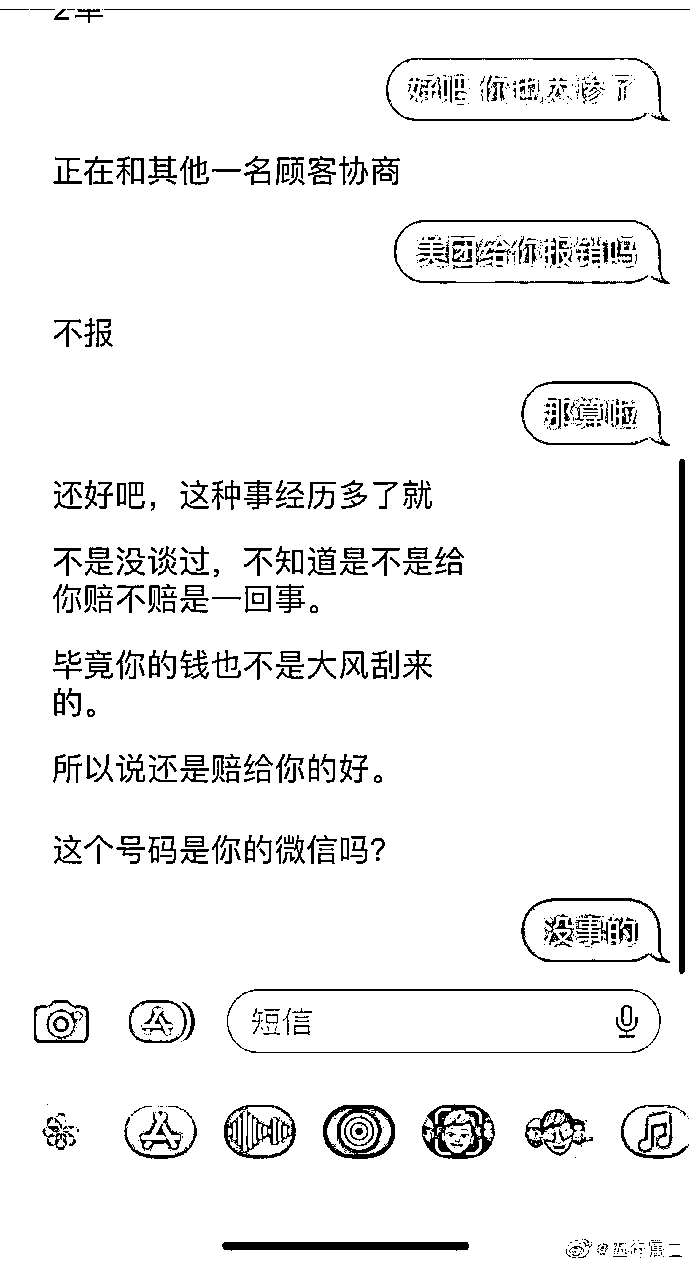 2单
好吧 你也太惨了
正在和其他一名顾客协商
美团给你报销吗
不报
那算啦
还好吧，这种事经历多了就
不是没谈过，不知道是不是给
你赔不赔是一回事。
毕竟你的钱也不是大风刮来
的。
所以说还是赔给你的好。
这个号码是你的微信吗？
没事的
短信